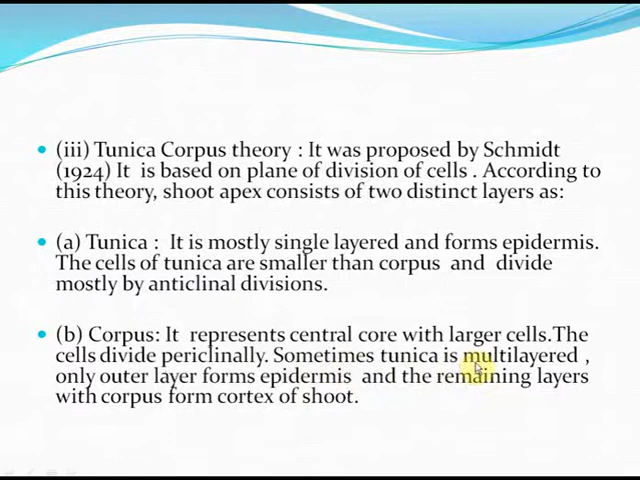 (iii) Tunica Corpus theory : It was proposed by Schmidt
(1924) It is based on plane of division of cells . According to
this theory, shoot apex consists of two distinct layers as:
(a) Tunica : It is mostly single layered and forms epidermis.
The cells of tunica are smaller than corpus and divide
mostly by anticlinal divisions.
(b) Corpus: It represents central core with larger cells.The
cells divide periclinally. Sometimes tunica is multilayered ,
only outer layer forms epidermis and the remaining layers
with corpus form cortex of shoot.